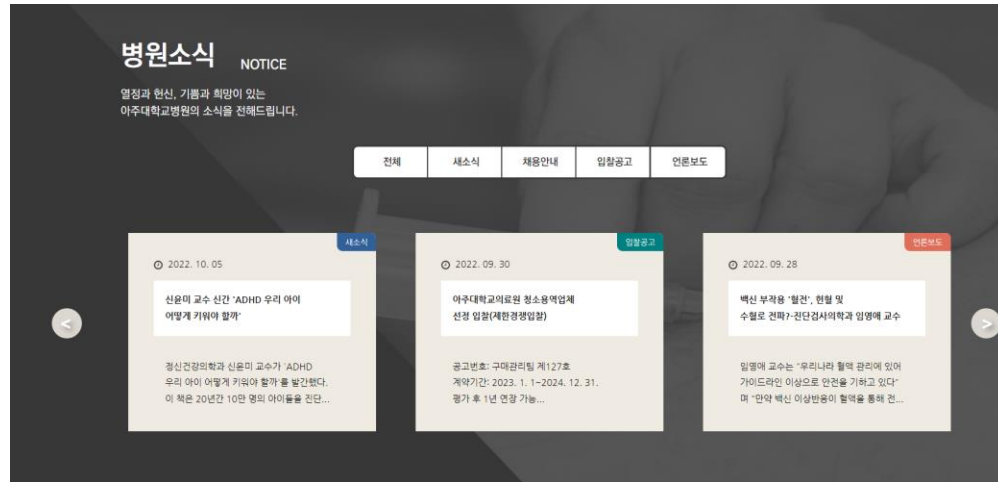 병원소식 NOTICE
열정과 헌신, 기쁨과 희망이 있는
아주대학교병원의 소식을 전해드립니다.
전체 새소식 채용안내 입찰공고 언론보도
새소식
2022. 10. 05
신윤미 교수 신간 'ADHD 우리 아이
어떻게 키워야 할까'
정신건강의학과 신윤미 교수가 'ADHD
우리 아이 어떻게 키워야 할까'를 발간했다.
이 책은 20년간 10만 명의 아이들을 진단...
입찰공고
2022. 09. 30
아주대학교의료원 청소용역업체
선정 입찰(제한경쟁입찰)
공고번호: 구매관리팀 제127호
계약기간: 2023. 1. 1~2024. 12. 31.
평가 후 1년 연장 가능...
언론보도
2022. 09. 28
백신 부작용 '혈전', 헌혈 및
수혈로 전파?-진단검사의학과 임영애 교수
임영애 교수는 "우리나라 혈액 관리에 있어
가이드라인 이상으로 안전을 기하고 있다"
며 "만약 백신 이상반응이 혈액을 통해 전...
< >